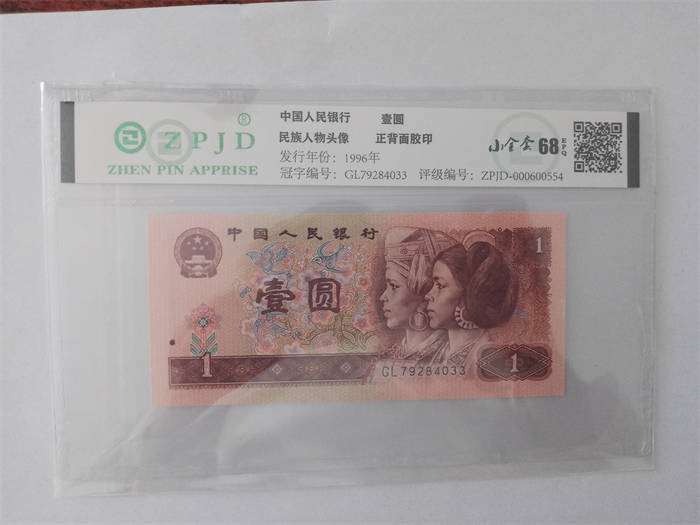 ZPJD ®
ZHEN PIN APPRISE
中国人民银行 壹圆
民族人物头像 正背面胶印
发行年份: 1996年
冠字编号: GL79284033 评级编号: ZPJD-000600554
小全套 68 EPQ
中国人民银行
1
壹圆
1
GL79284033
1